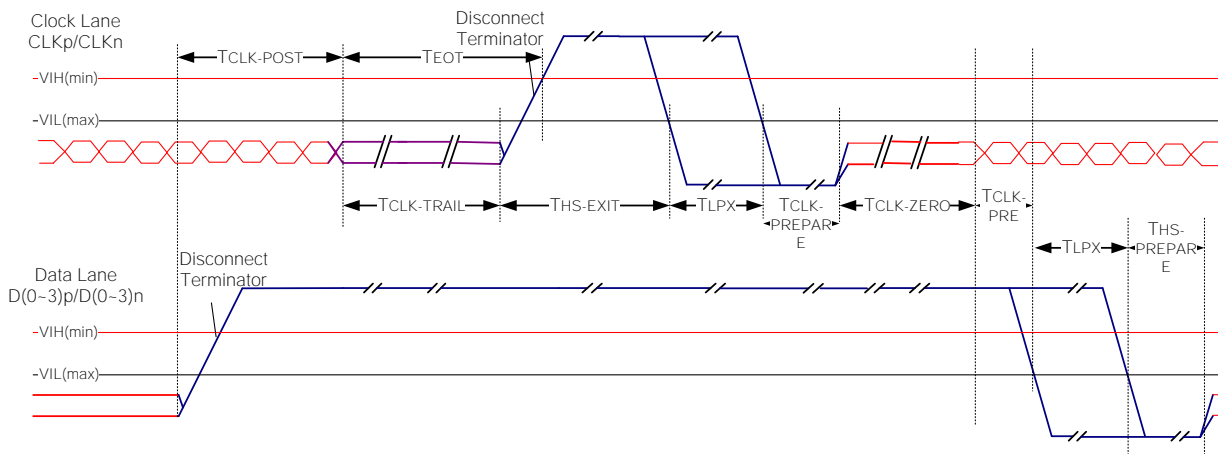 Clock Lane
CLKp/CLKn
Disconnect
Terminator
TCLK-POST
TEOT
VIH(min)
VIL(max)
TCLK-TRAIL
THS-EXIT
TLPX
TCLK-
PREPAR
E
TCLK-ZERO
TCLK-
PRE
TLPX
THS-
PREPAR
E
Disconnect
Terminator
Data Lane
D(0~3)p/D(0~3)n
VIH(min)
VIL(max)